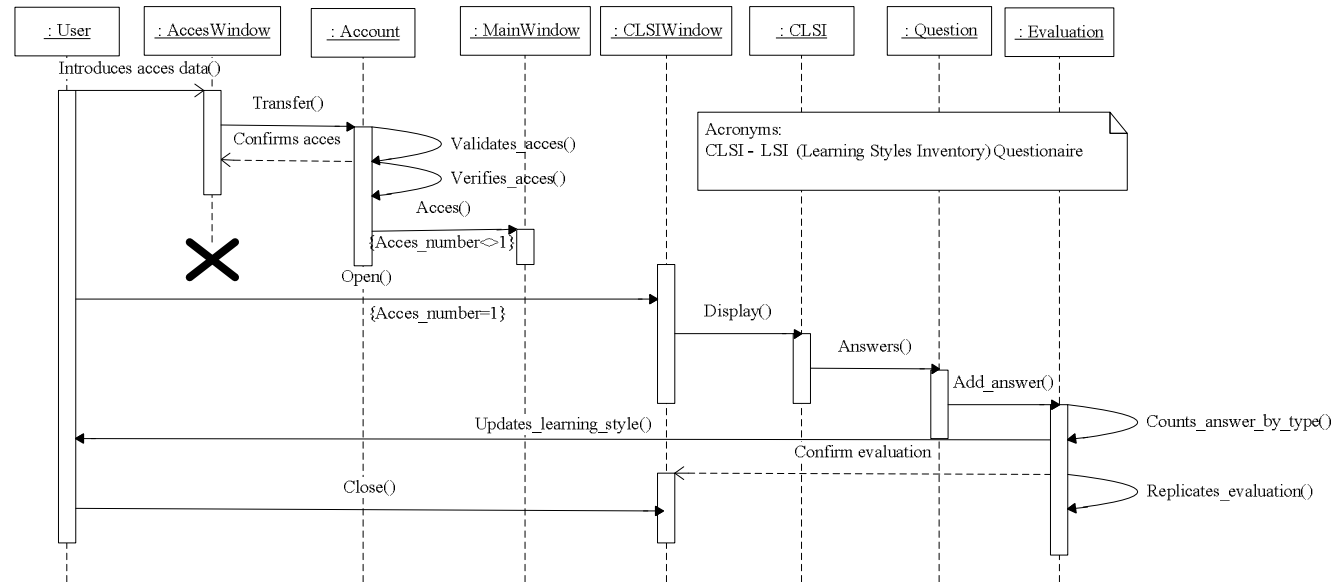 : User
: AccesWindow
: Account
: MainWindow
: CLSIWindow
: CLSI
: Question
: Evaluation
Introduces acces data()
Transfer()
Confirms acces
Validates_acces()
Verifies_acces()
Acces()
{Acces_number<>1}
Acronyms:
CLSI - LSI (Learning Styles Inventory) Questionaire
Open()
{Acces_number=1}
Display()
Answers()
Add_answer()
Counts_answer_by_type()
Updates_learning_style()
Confirm evaluation
Close()
Replicates_evaluation()